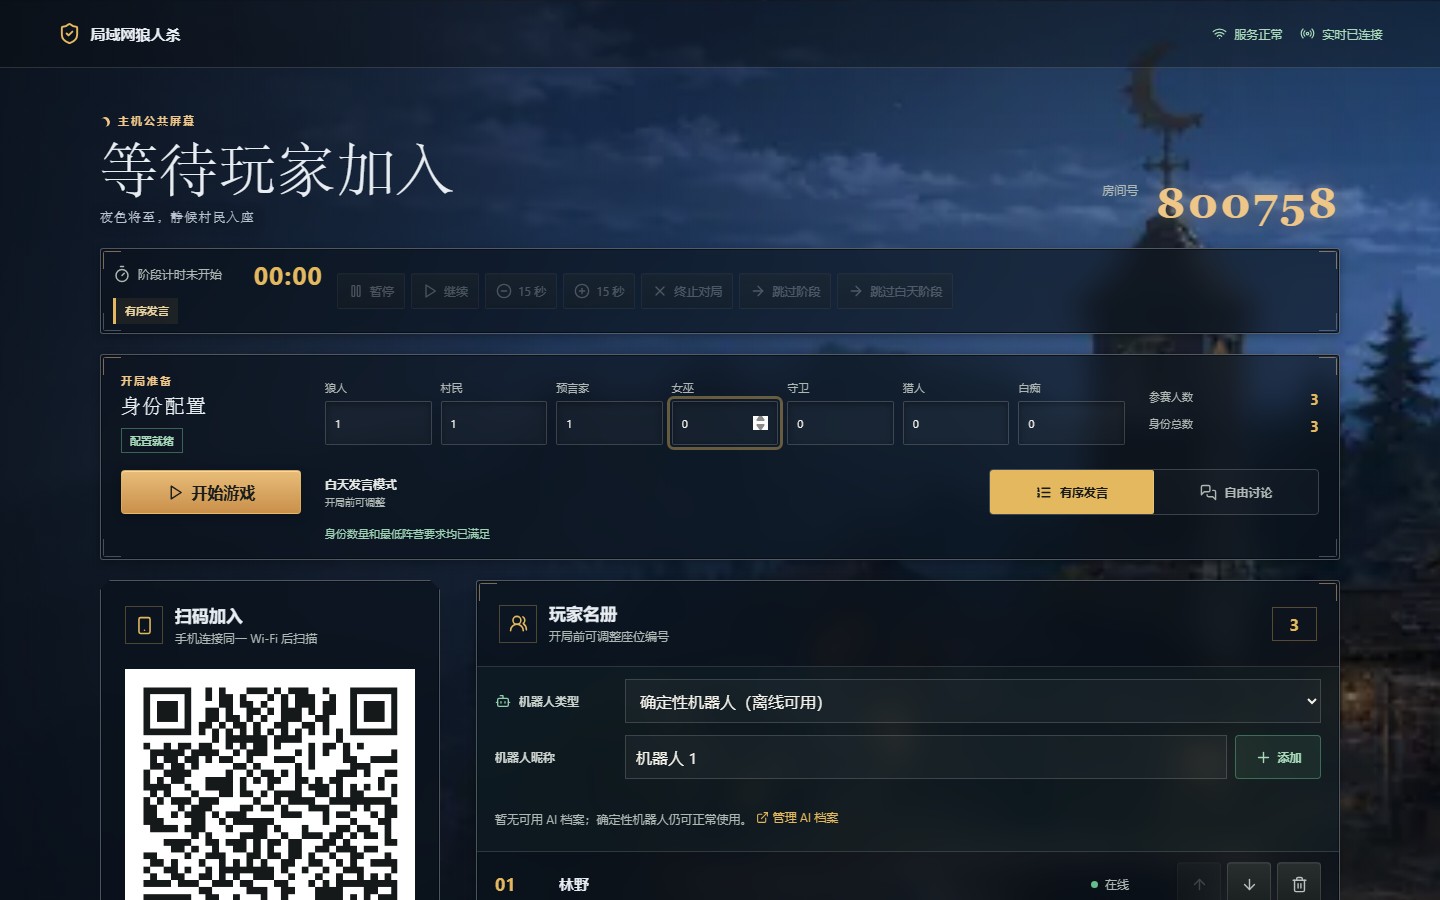 局域网狼人杀
服务正常
实时已连接
主机公共屏幕
等待玩家加入
夜色将至，静候村民入座
房间号
800758
阶段计时未开始
00:00
有序发言
暂停
继续
15 秒
15 秒
终止对局
跳过阶段
跳过白天阶段
开局准备
身份配置
配置就绪
狼人
村民
预言家
女巫
守卫
猎人
白痴
1
1
1
0
0
0
0
参赛人数
3
身份总数
3
开始游戏
白天发言模式
开局前可调整
有序发言
自由讨论
身份数量和最低阵营要求均已满足
扫码加入
手机连接同一 Wi-Fi 后扫描
玩家名册
开局前可调整座位编号
3
机器人类型
确定性机器人（离线可用）
机器人昵称
机器人 1
添加
暂无可用 AI 档案；确定性机器人仍可正常使用。
管理 AI 档案
01
林野
在线